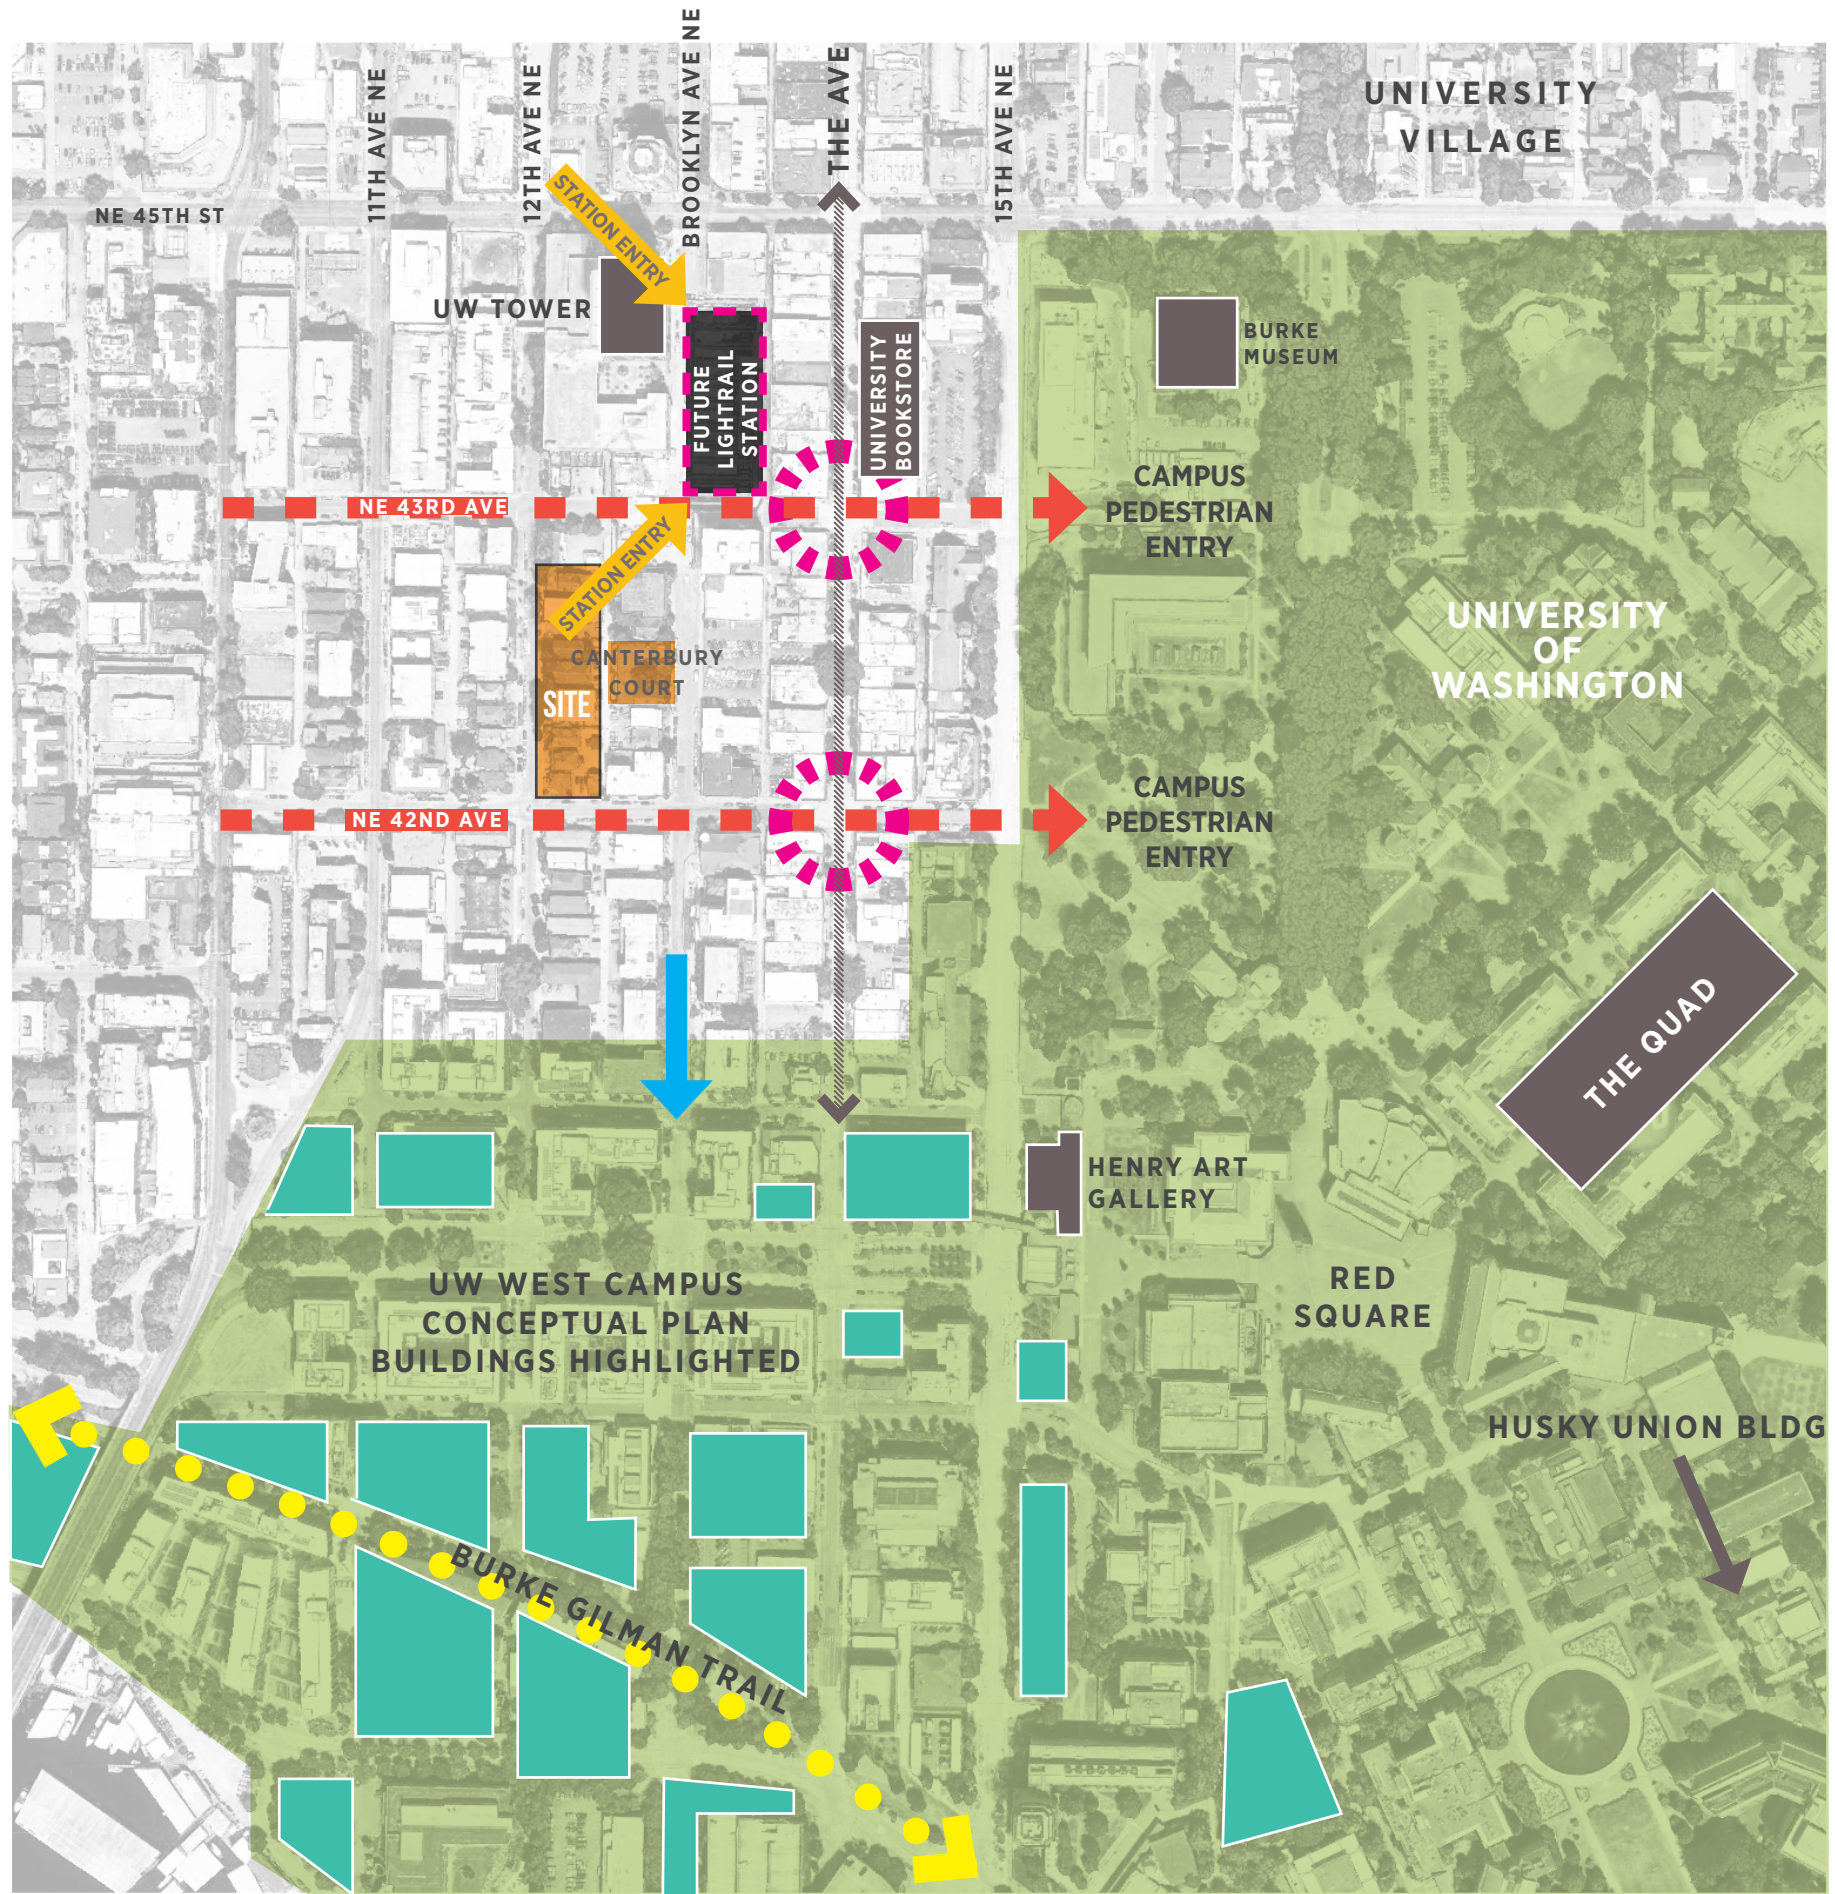 11TH AVE NE
12TH AVE NE
BROOKLYN AVE NE
THE AVE
15TH AVE NE
UNIVERSITY
VILLAGE
NE 45TH ST
STATION ENTRY
UW TOWER
FUTURE
LIGHTRAIL
STATION
UNIVERSITY
BOOKSTORE
BURKE
MUSEUM
NE 43RD AVE
CAMPUS
PEDESTRIAN
ENTRY
STATION ENTRY
CANTERBURY
COURT
SITE
UNIVERSITY
OF
WASHINGTON
NE 42ND AVE
CAMPUS
PEDESTRIAN
ENTRY
THE QUAD
HENRY ART
GALLERY
UW WEST CAMPUS
CONCEPTUAL PLAN
BUILDINGS HIGHLIGHTED
RED
SQUARE
HUSKY UNION BLDG
BURKE GILMAN TRAIL